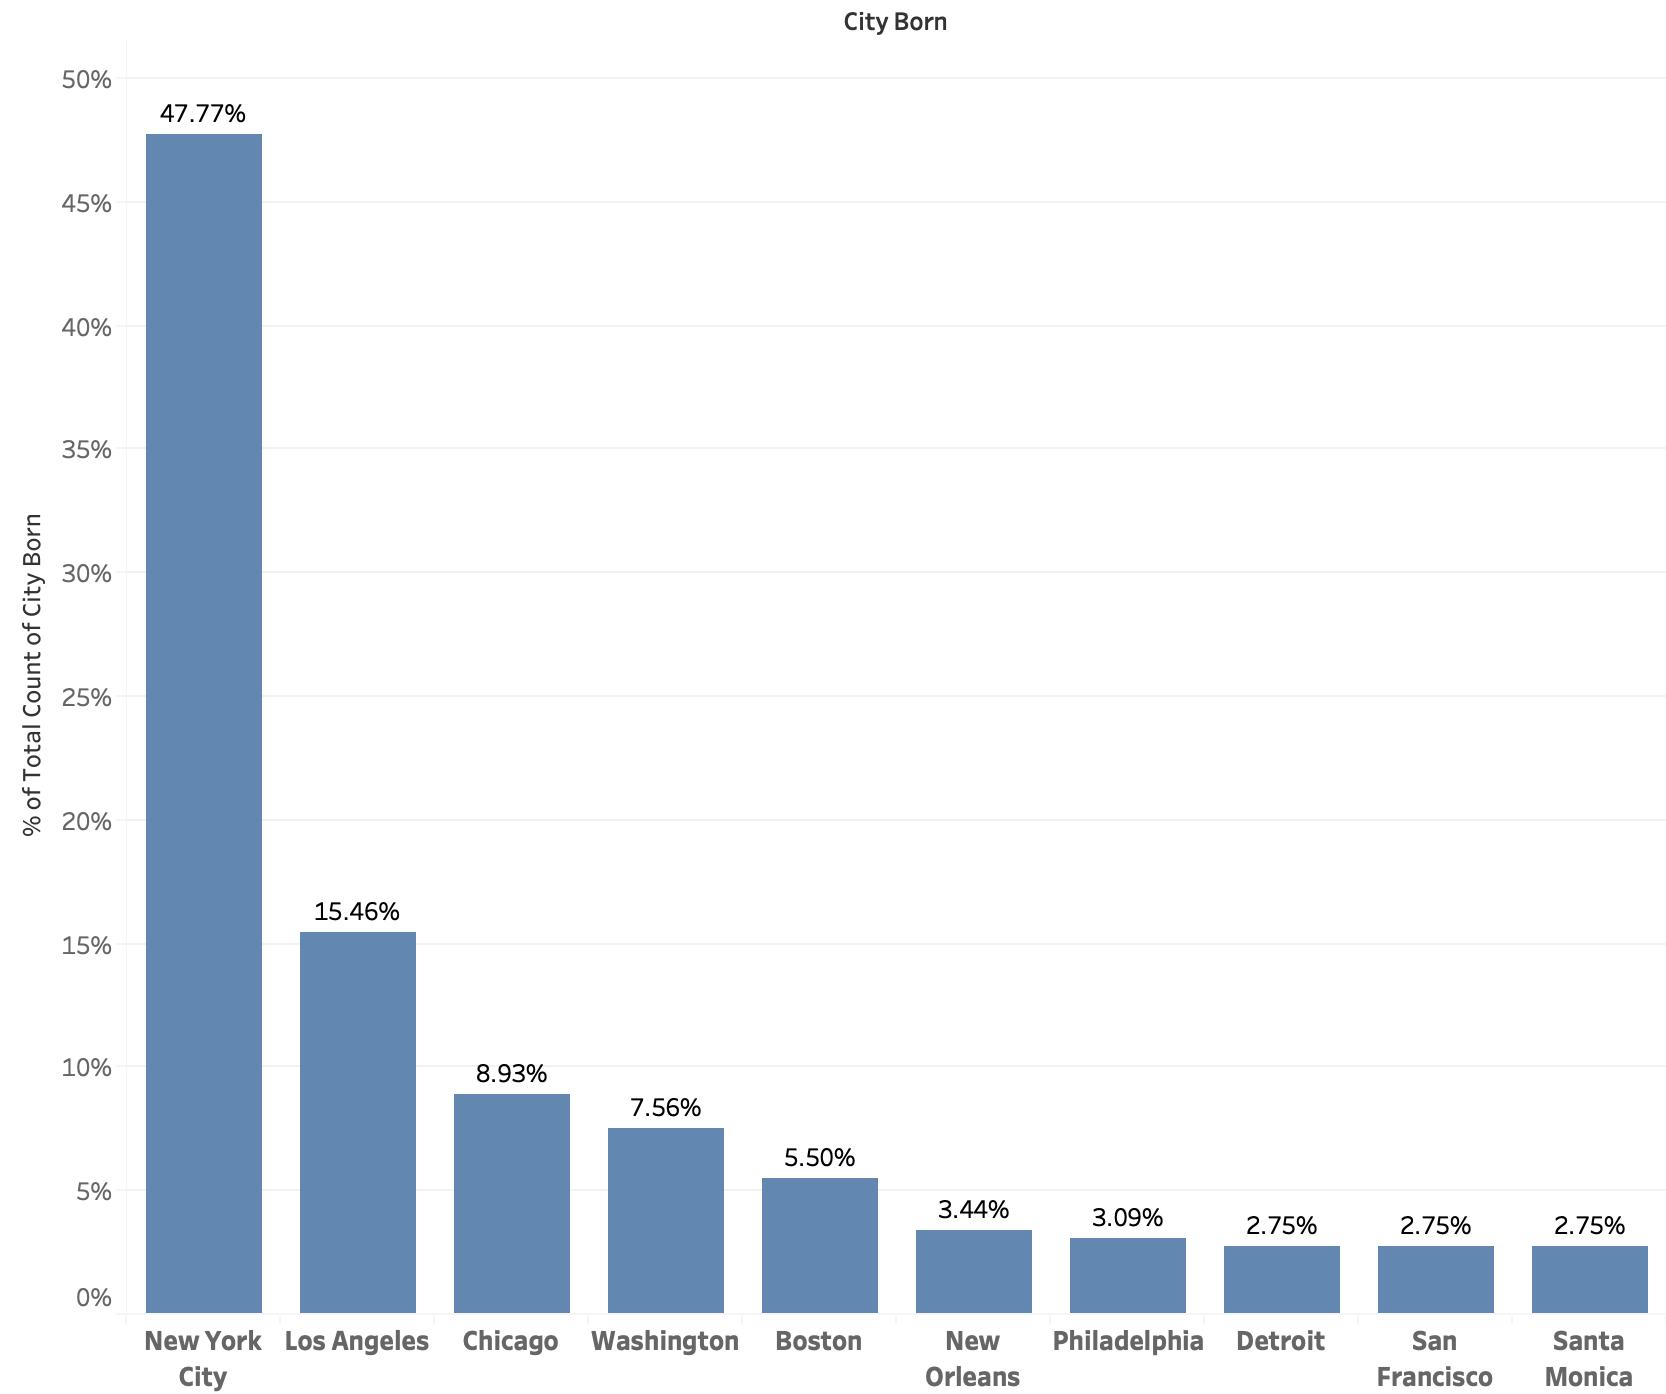 City Born
% of Total Count of City Born
50%
45%
40%
35%
30%
25%
20%
15%
10%
5%
0%
47.77%
15.46%
8.93%
7.56%
5.50%
3.44%
3.09%
2.75%
2.75%
2.75%
New York
City
Los Angeles
Chicago
Washington
Boston
New
Orleans
Philadelphia
Detroit
San
Francisco
Santa
Monica